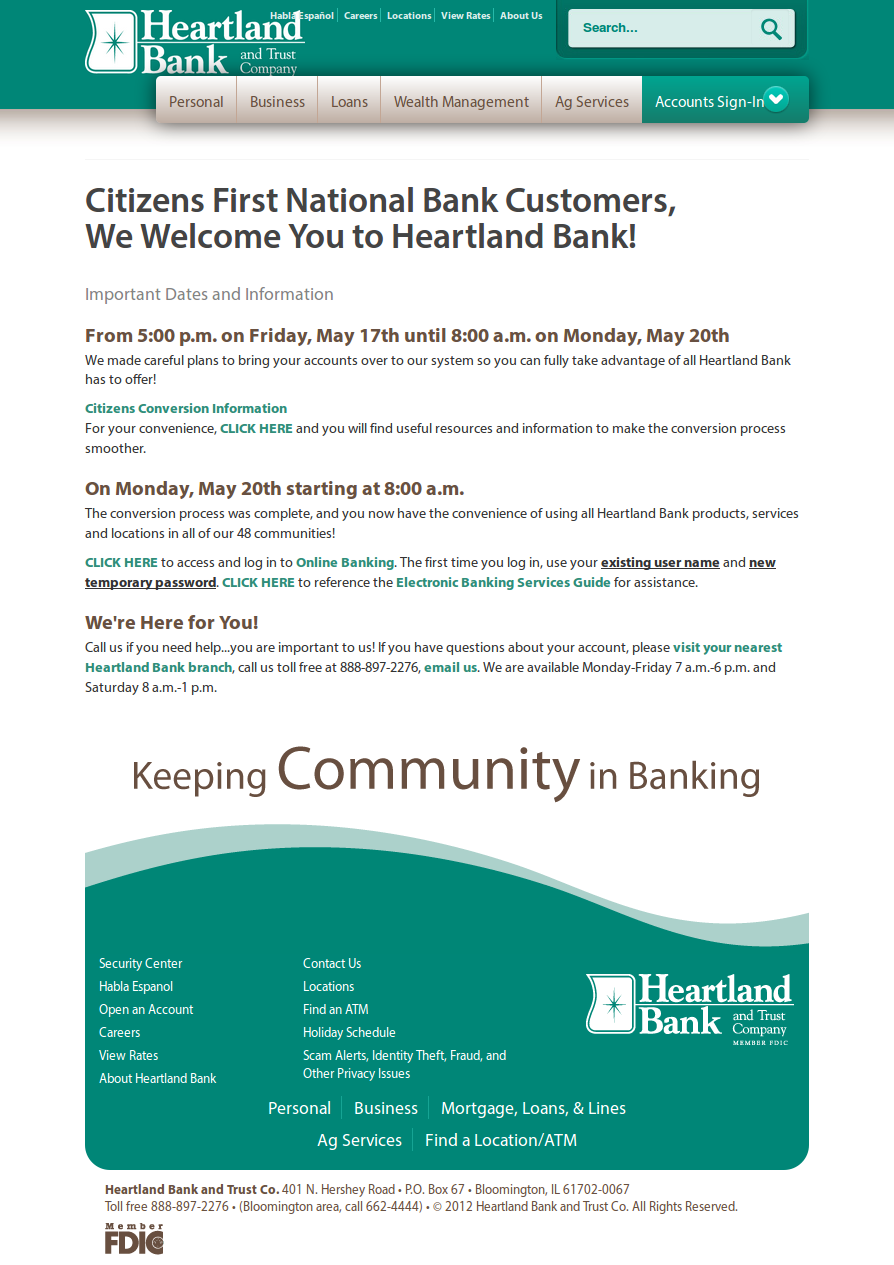 Habla Español Careers Locations View Rates About Us
Search...
Heartland
Bank and Trust
Company
Personal Business Loans Wealth Management Ag Services Accounts Sign-In
Citizens First National Bank Customers,
We Welcome You to Heartland Bank!
Important Dates and Information
From 5:00 p.m. on Friday, May 17th until 8:00 a.m. on Monday, May 20th
We made careful plans to bring your accounts over to our system so you can fully take advantage of all Heartland Bank
has to offer!
Citizens Conversion Information
For your convenience, CLICK HERE and you will find useful resources and information to make the conversion process
smoother.
On Monday, May 20th starting at 8:00 a.m.
The conversion process was complete, and you now have the convenience of using all Heartland Bank products, services
and locations in all of our 48 communities!
CLICK HERE to access and log in to Online Banking. The first time you log in, use your existing user name and new
temporary password. CLICK HERE to reference the Electronic Banking Services Guide for assistance.
We're Here for You!
Call us if you need help...you are important to us! If you have questions about your account, please visit your nearest
Heartland Bank branch, call us toll free at 888-897-2276, email us. We are available Monday-Friday 7 a.m.-6 p.m. and
Saturday 8 a.m.-1 p.m.
Keeping Community in Banking
Security Center
Habla Espanol
Open an Account
Careers
View Rates
About Heartland Bank
Contact Us
Locations
Find an ATM
Holiday Schedule
Scam Alerts, Identity Theft, Fraud, and
Other Privacy Issues
Heartland
Bank and Trust
Company
MEMBER FDIC
Personal Business Mortgage, Loans, & Lines
Ag Services Find a Location/ATM
Heartland Bank and Trust Co. 401 N. Hershey Road • P.O. Box 67 • Bloomington, IL 61702-0067
Toll free 888-897-2276 • (Bloomington area, call 662-4444) • © 2012 Heartland Bank and Trust Co. All Rights Reserved.
Member
FDIC